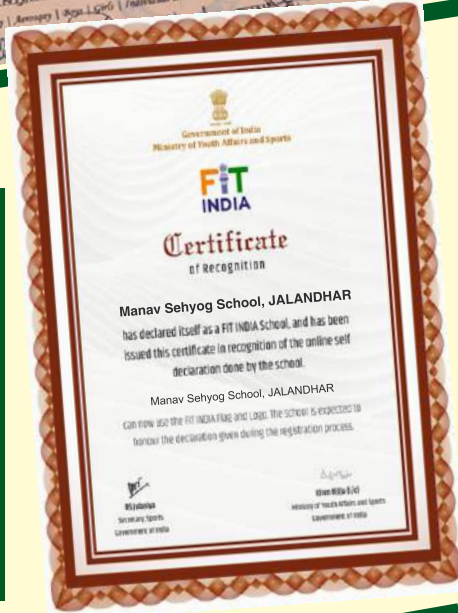 Government of India
Ministry of Youth Affairs and Sports
FiT
INDIA
Certificate
of Recognition
Manav Sehyog School, JALANDHAR
has declared itself as a FIT INDIA School, and has been
issued this certificate in recognition of the online self
declaration done by the school.
Manav Sehyog School, JALANDHAR
can now use the FIT INDIA Flag and Logo. The school is expected to
honour the declaration given during the registration process.
Secretary, Sports
Government of India
Ministry of Youth Affairs and Sports
Government of India